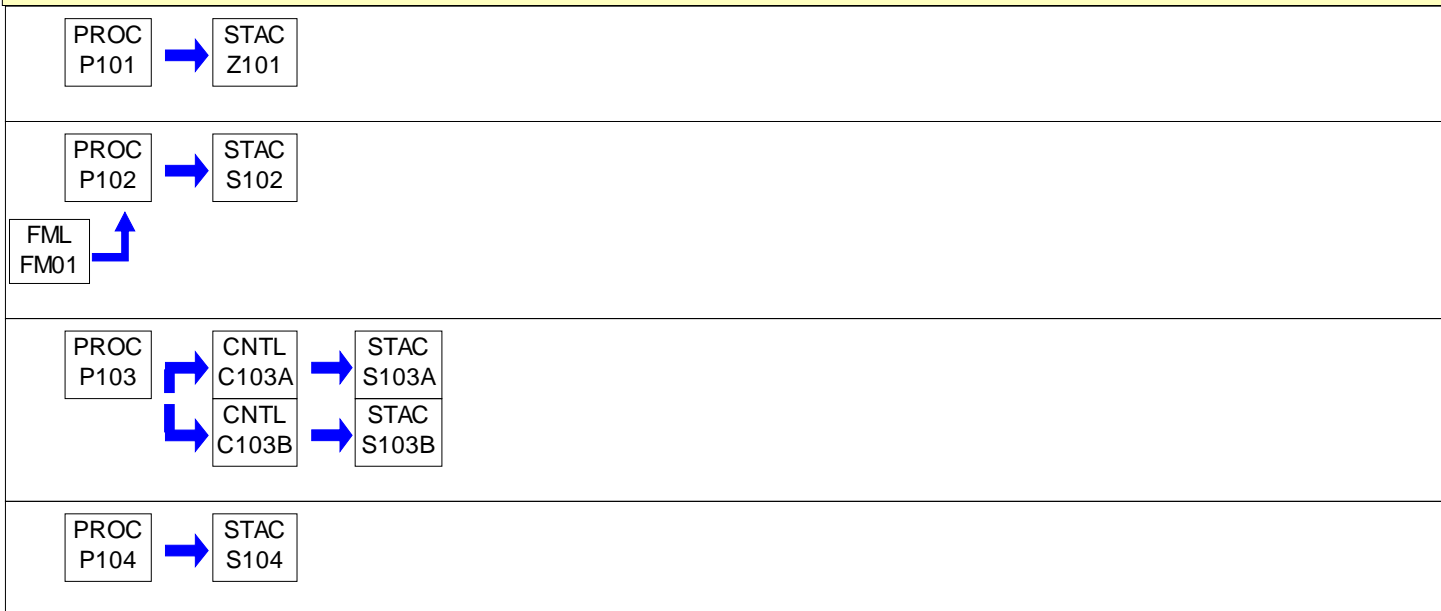 PROC
P101
STAC
Z101
PROC
P102
STAC
S102
FML
FM01
PROC
P103
CNTL
C103A
STAC
S103A
CNTL
C103B
STAC
S103B
PROC
P104
STAC
S104